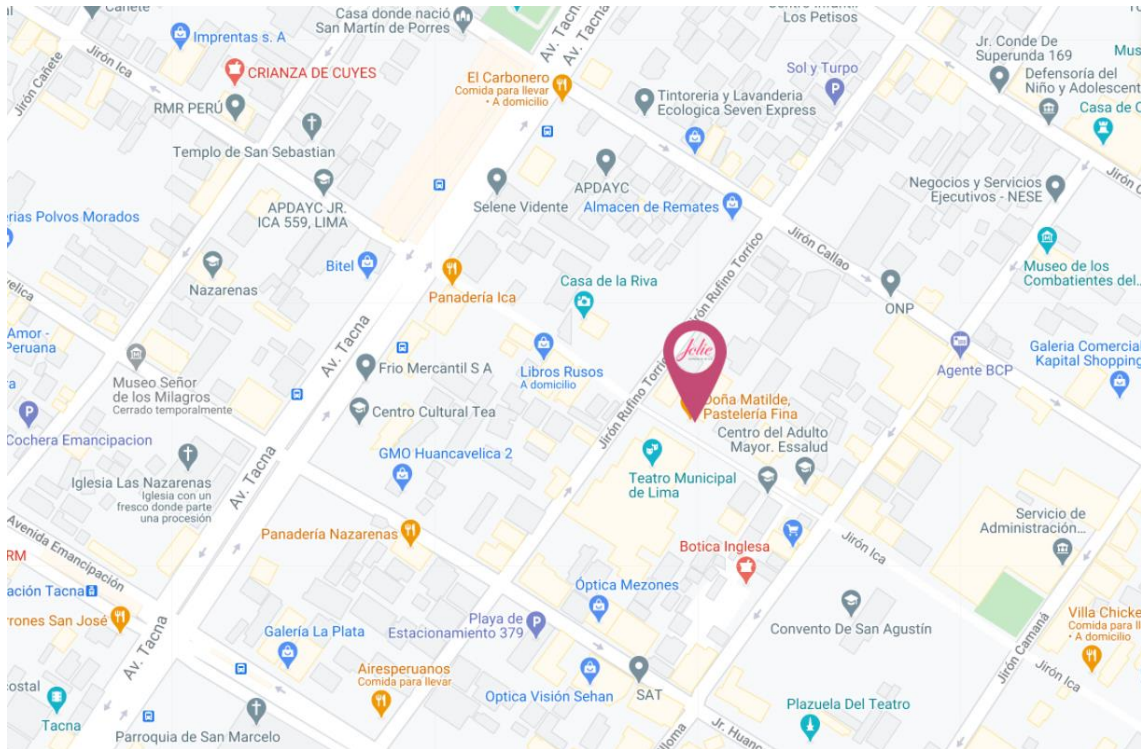 Cañete
Casa donde nació
San Martín de Porres
Av. Tacna
Av. Tacna
Los Petisos
Imprentas s. A
Jirón Ica
Jirón Cañete
CRIANZA DE CUYES
RMR PERÚ
El Carbonero
Comida para llevar
• A domicilio
Sol y Turpo
Tintoreria y Lavanderia
Ecologica Seven Express
Jr. Conde De
Superunda 169
Defensoría del
Niño y Adolescent
Casa de C
Templo de San Sebastian
APDAYC
Selene Vidente
Almacen de Remates
Negocios y Servicios
Ejecutivos - NESE
APDAYC JR.
ICA 559, LIMA
erias Polvos Morados
Bitel
Nazarenas
Panadería Ica
Casa de la Riva
Jirón Rufino Torrico
Jirón Callao
Museo de los
Combatientes del...
ONP
Jolie
Amor -
Peruana
Av. Tacna
Frio Mercantil S A
Libros Rusos
A domicilio
Jirón Rufino Torrico
Galeria Comercial
Kapital Shopping
Agente BCP
Museo Señor
de los Milagros
Cerrado temporalmente
Centro Cultural Tea
Doña Matilde,
Pastelería Fina
Centro del Adulto
Mayor. Essalud
Cochera Emancipacion
GMO Huancavelica 2
Teatro Municipal
de Lima
Iglesia Las Nazarenas
Iglesia con un
fresco donde parte
una procesión
Av. Tacna
Avenida Emancipación
Panadería Nazarenas
Servicio de
Administración...
Botica Inglesa
Jirón Ica
RM
ación Tacna
Óptica Mezones
rrones San José
Galería La Plata
Playa de
Estacionamiento 379
Convento De San Agustín
Villa Chicke
Comida para ll
• A domicilio
Av. Tacna
Airesperuanos
Comida para llevar
Optica Visión Sehan
SAT
Jirón Camaná
Jirón Ica
costal
Tacna
Plazuela Del Teatro
Parroquia de San Marcelo
Jr. Huanc